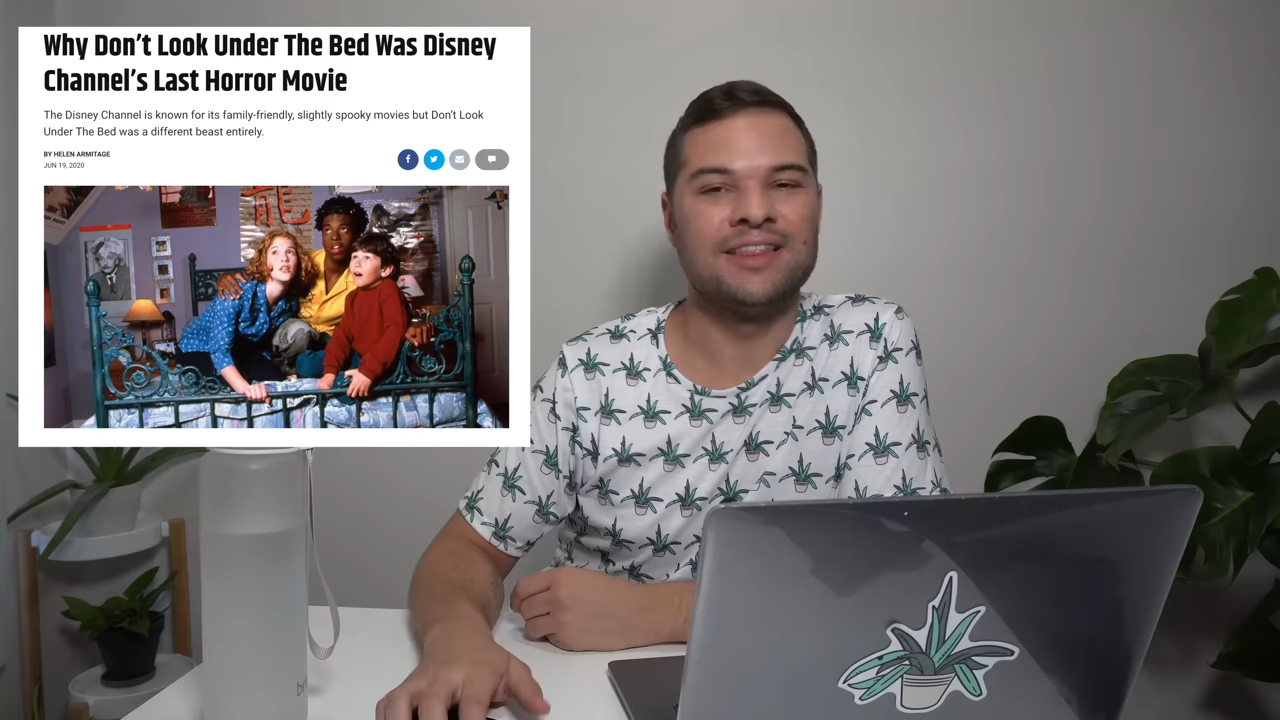 Why Don’t Look Under The Bed Was Disney
Channel’s Last Horror Movie
The Disney Channel is known for its family-friendly, slightly spooky movies but Don’t Look
Under The Bed was a different beast entirely.
BY HELEN ARMITAGE
JUN 19, 2020
龍